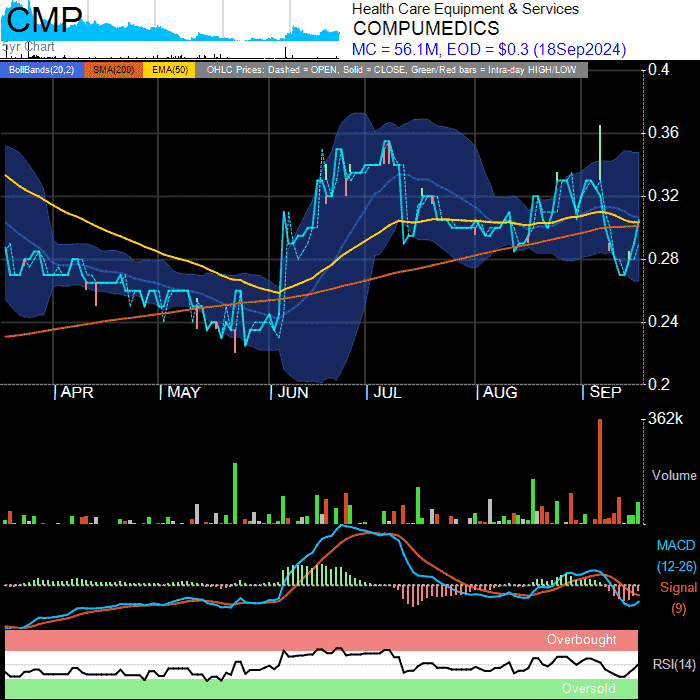 CMP
5yr Chart
Health Care Equipment & Services
COMPUMEDICS
MC = 56.1M, EOD = $0.3 (18Sep2024)
BollBands(20,2) SMA(200) EMA(50) OHLC Prices: Dashed = OPEN, Solid = CLOSE, Green/Red bars = Intra-day HIGH/LOW
0.4
0.36
0.32
0.28
0.24
0.2
APR MAY JUN JUL AUG SEP
362k
Volume
MACD
(12-26)
Signal
(9)
Overbought
RSI(14)
Oversold